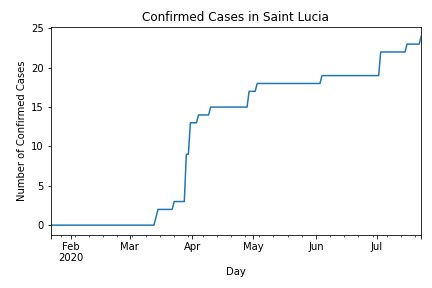 Confirmed Cases in Saint Lucia
Number of Confirmed Cases
25
20
15
10
5
0
Feb Mar Apr May Jun Jul
2020
Day